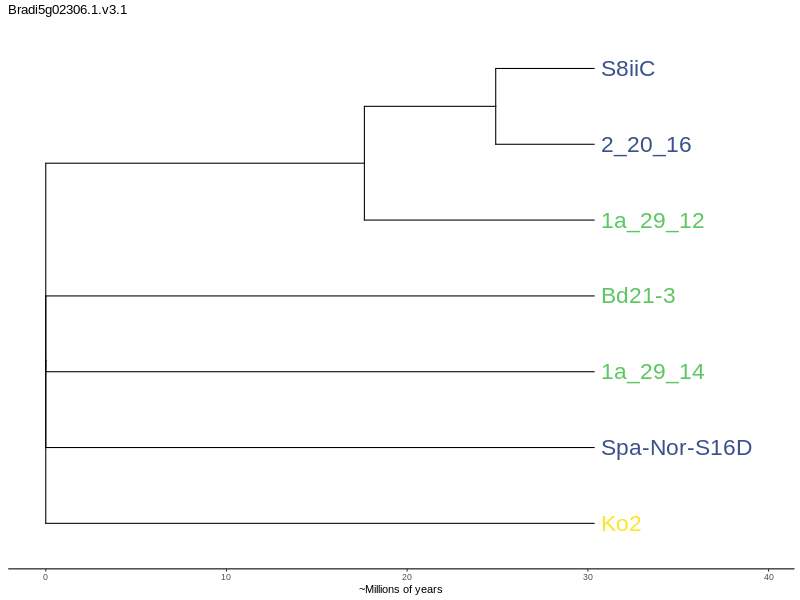 Bradi5g02306.1.v3.1
S8iiC
2_20_16
1a_29_12
Bd21-3
1a_29_14
Spa-Nor-S16D
Ko2
0 10 20 30 40
~Millions of years